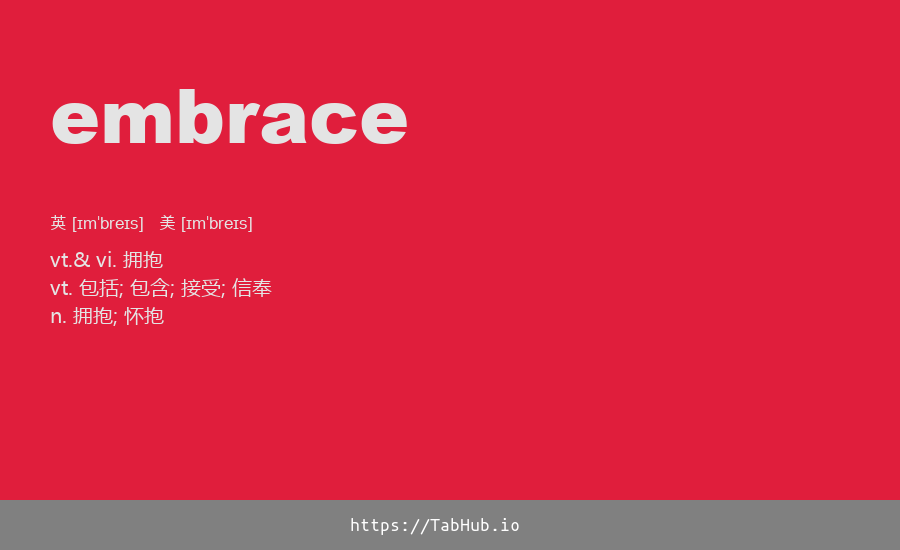 embrace
英 [ɪmˈbreɪs] 美 [ɪmˈbreɪs]
vt.& vi. 拥抱
vt. 包括; 包含; 接受; 信奉
n. 拥抱; 怀抱
https://TabHub.io